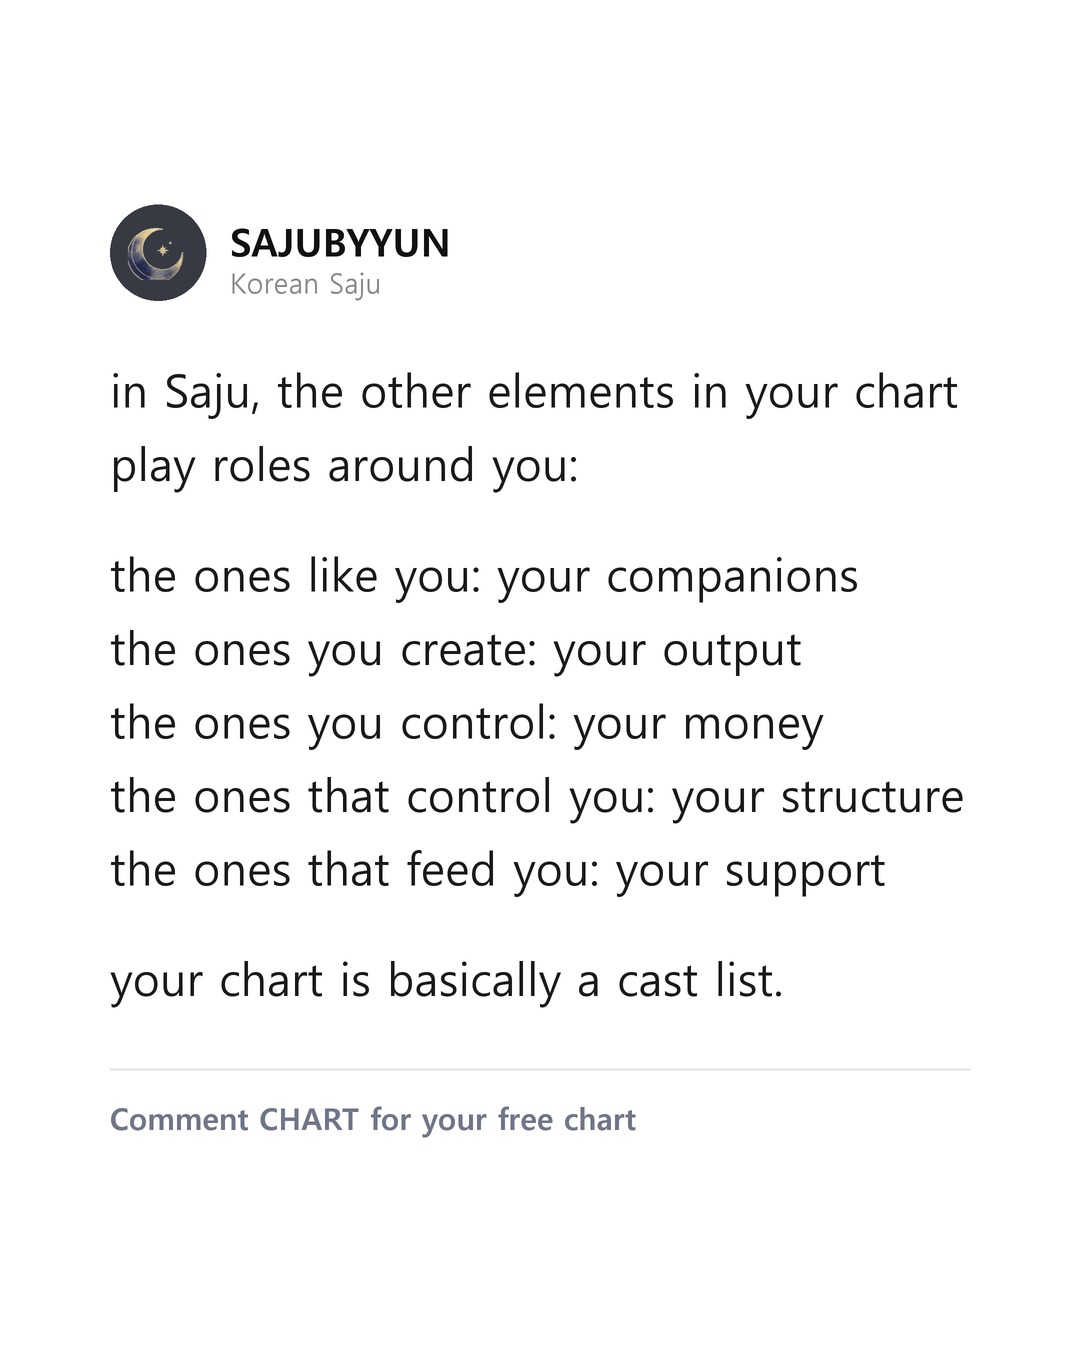 SAJUBYYUN
Korean Saju
in Saju, the other elements in your chart
play roles around you:
the ones like you: your companions
the ones you create: your output
the ones you control: your money
the ones that control you: your structure
the ones that feed you: your support
your chart is basically a cast list.
Comment CHART for your free chart